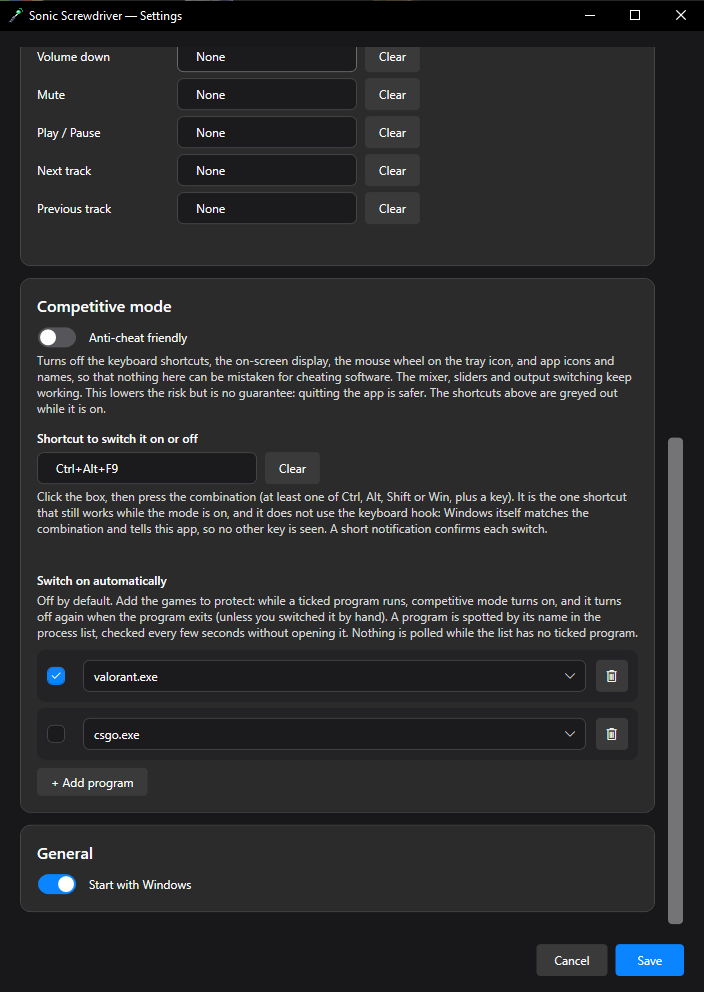 Sonic Screwdriver — Settings
Volume down None Clear
Mute None Clear
Play / Pause None Clear
Next track None Clear
Previous track None Clear
Competitive mode
Anti-cheat friendly
Turns off the keyboard shortcuts, the on-screen display, the mouse wheel on the tray icon, and app icons and
names, so that nothing here can be mistaken for cheating software. The mixer, sliders and output switching keep
working. This lowers the risk but is no guarantee: quitting the app is safer. The shortcuts above are greyed out
while it is on.
Shortcut to switch it on or off
Ctrl+Alt+F9 Clear
Click the box, then press the combination (at least one of Ctrl, Alt, Shift or Win, plus a key). It is the one shortcut
that still works while the mode is on, and it does not use the keyboard hook: Windows itself matches the
combination and tells this app, so no other key is seen. A short notification confirms each switch.
Switch on automatically
Off by default. Add the games to protect: while a ticked program runs, competitive mode turns on, and it turns
off again when the program exits (unless you switched it by hand). A program is spotted by its name in the
process list, checked every few seconds without opening it. Nothing is polled while the list has no ticked program.
valorant.exe
csgo.exe
+ Add program
General
Start with Windows
Cancel Save